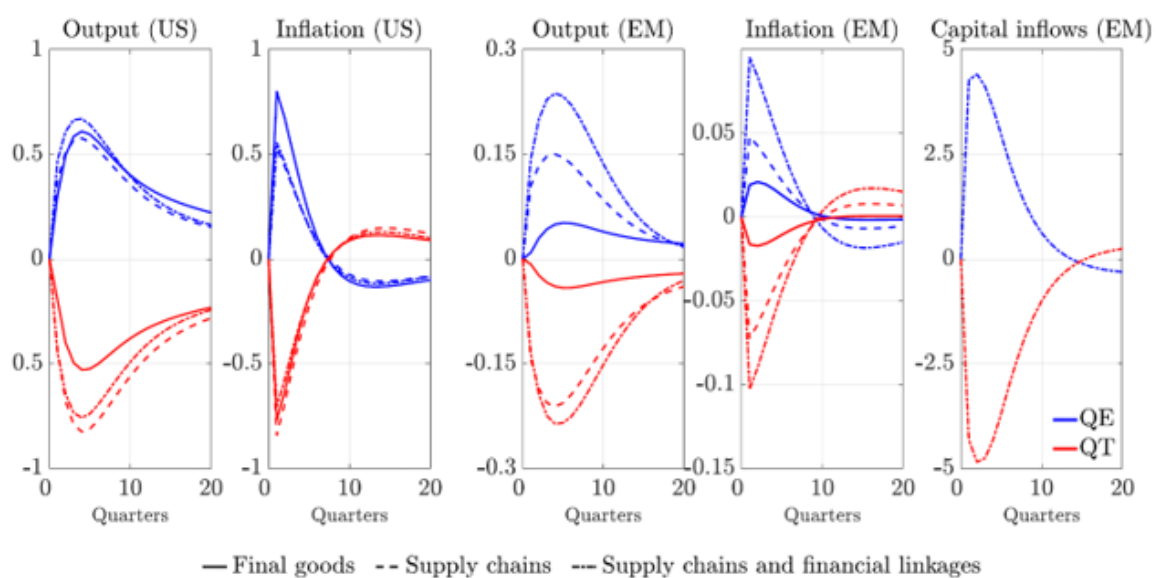 Output (US)
Inflation (US)
Output (EM)
Inflation (EM)
Capital inflows (EM)
1
0.5
0
0.5
-1
0
10
20
Quarters
1
0.5
0
-0.5
-1
0
10
20
Quarters
0.3
0.15
0.0
-0.15
-0.3
0
10
20
Quarters
0.05
0
-0.05
-0.1
-0.15
0
10
20
Quarters
5
2.5
0
-2.5
-5
0
10
20
Quarters
QE
QT
Final goods
Supply chains
Supply chains and financial linkages